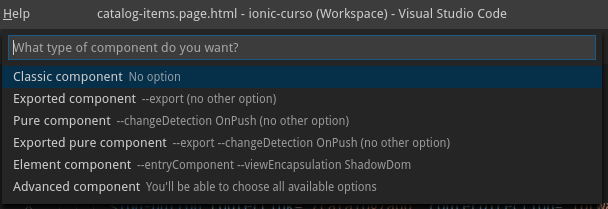 Help catalog-items.page.html - ionic-curso (Workspace) - Visual Studio Code
What type of component do you want?
Classic component No option
Exported component --export (no other option)
Pure component --changeDetection OnPush (no other option)
Exported pure component --export --changeDetection OnPush (no other option)
Element component --entryComponent --viewEncapsulation ShadowDom
Advanced component You'll be able to choose all available options